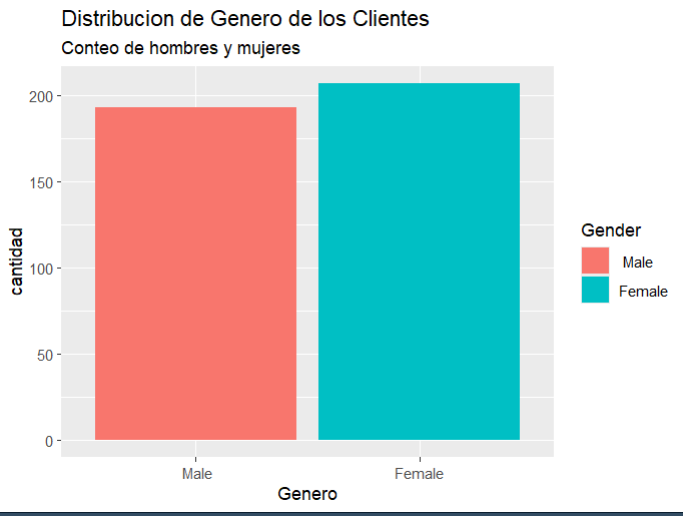 Distribucion de Genero de los Clientes
Conteo de hombres y mujeres
cantidad
200
150
100
50
0
Male
Female
Genero
Gender
Male
Female